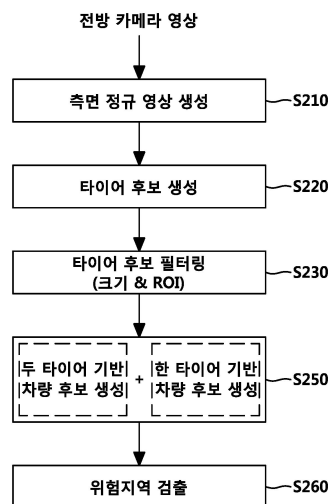 전방 카메라 영상
측면 정규 영상 생성
S210
타이어 후보 생성
S220
타이어 후보 필터링
(크기 & ROI)
S230
두 타이어 기반
차량 후보 생성
+
한 타이어 기반
차량 후보 생성
S250
위험지역 검출
S260